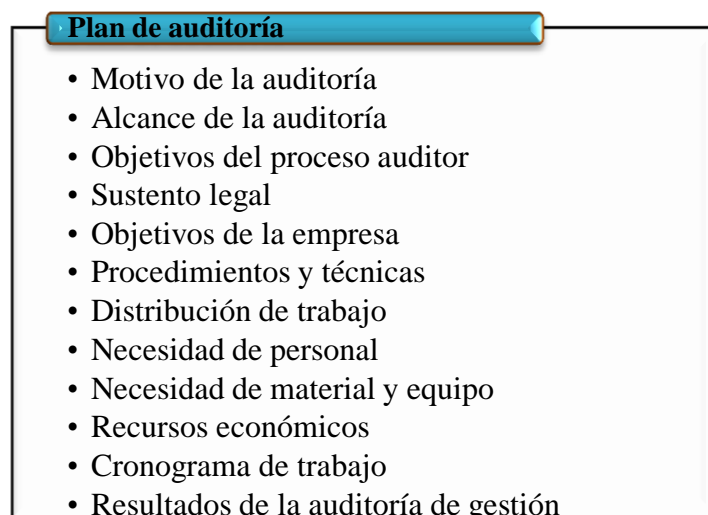 Plan de auditoría
• Motivo de la auditoría
• Alcance de la auditoría
• Objetivos del proceso auditor
• Sustento legal
• Objetivos de la empresa
• Procedimientos y técnicas
• Distribución de trabajo
• Necesidad de personal
• Necesidad de material y equipo
• Recursos económicos
• Cronograma de trabajo
• Resultados de la auditoría de gestión